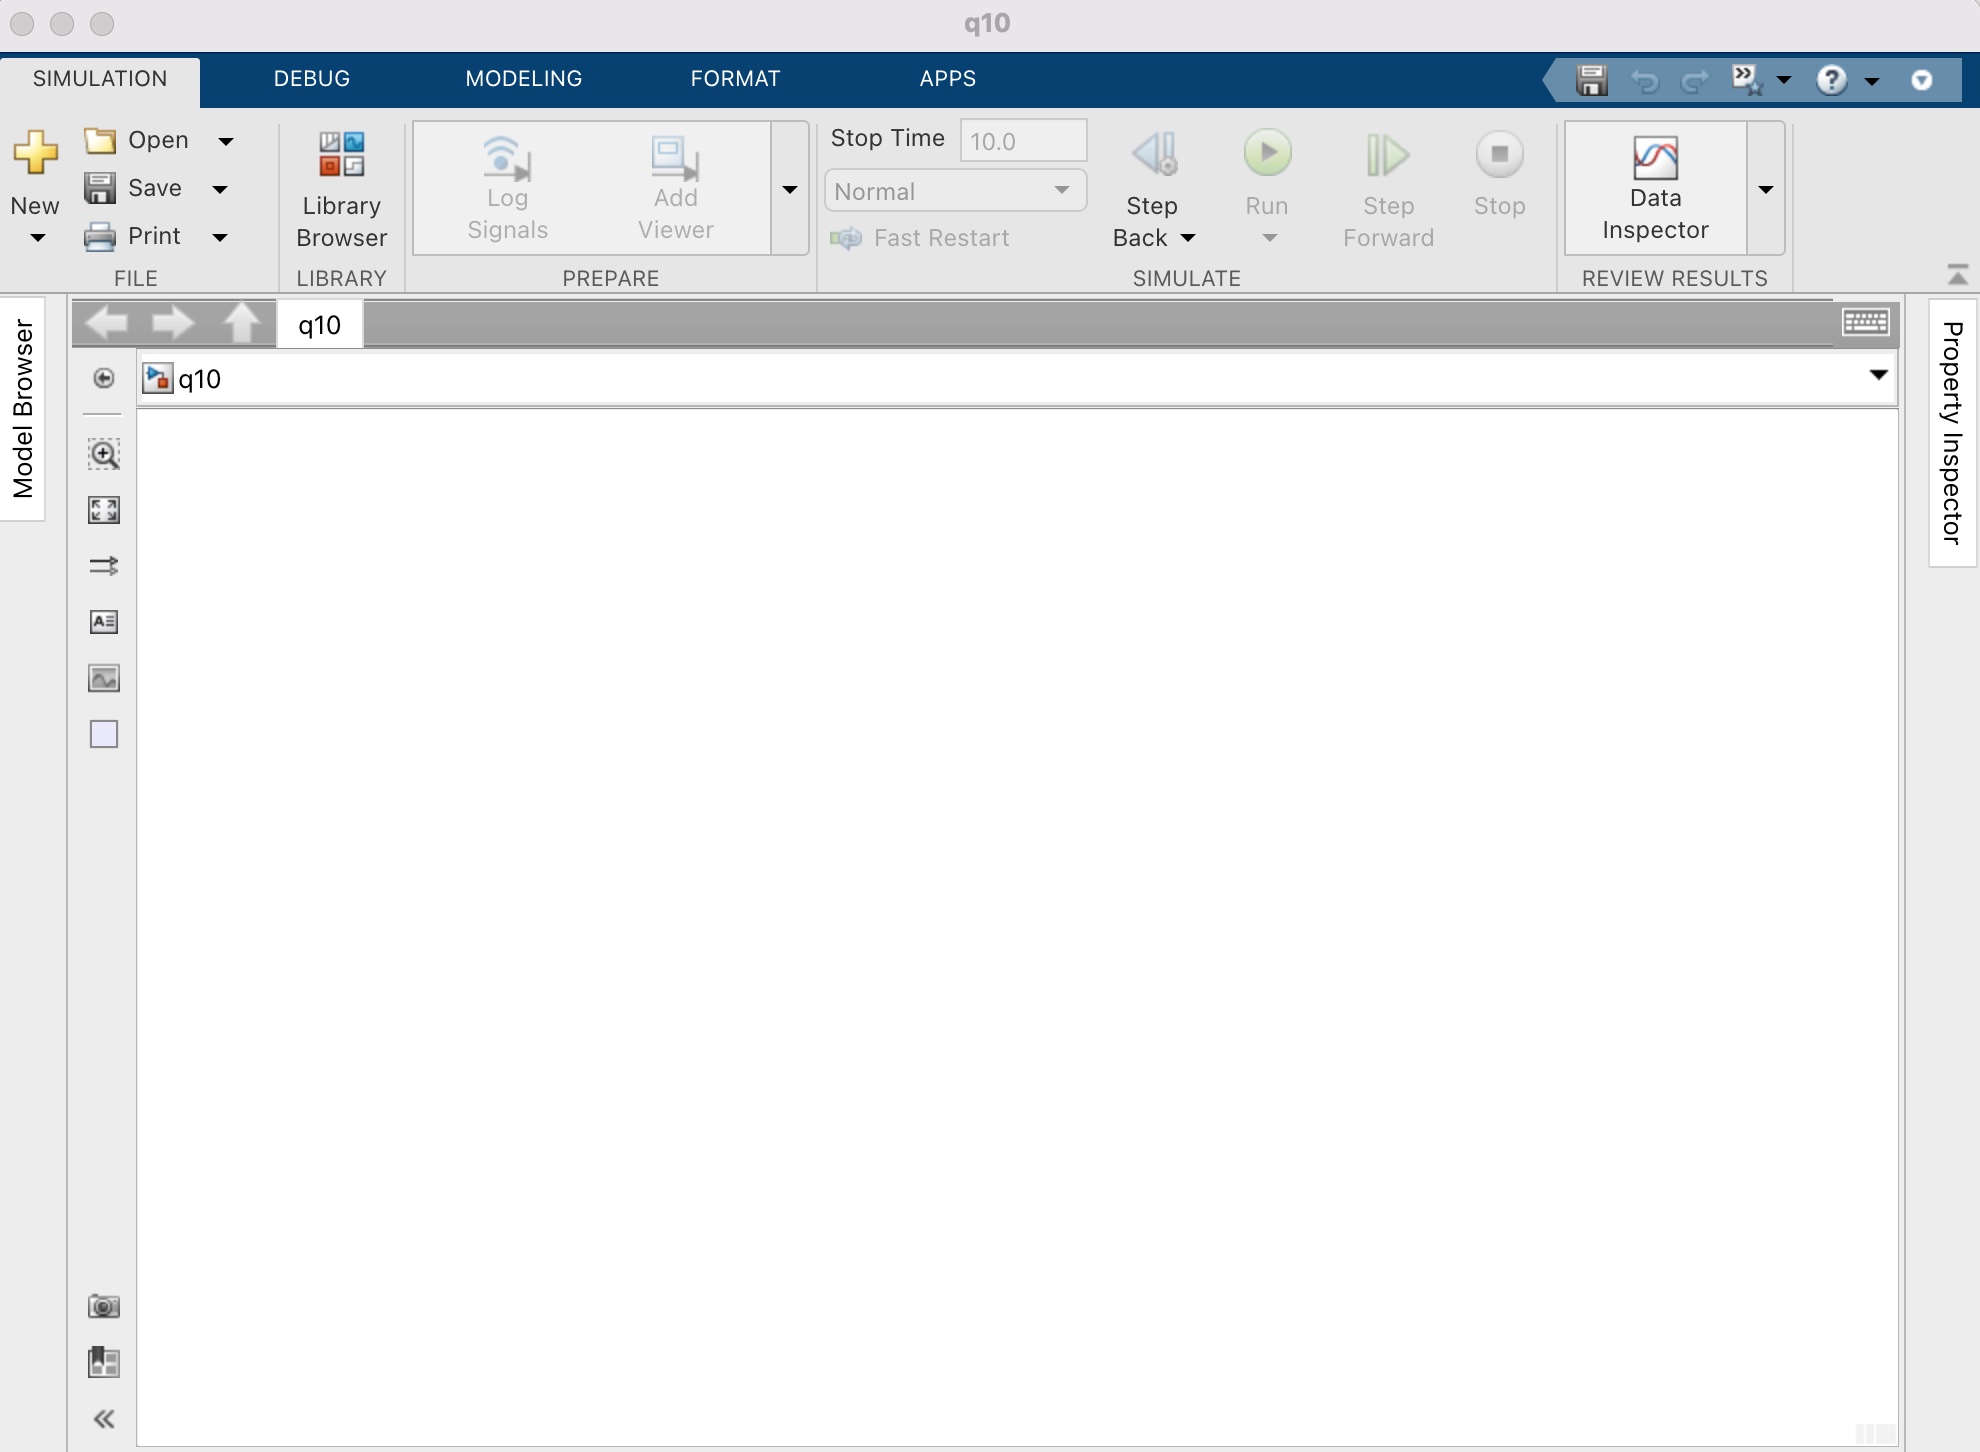 q10
SIMULATION DEBUG MODELING FORMAT APPS
New
Open
Save
Print
FILE
Library
Browser
LIBRARY
Log
Signals
Add
Viewer
PREPARE
Stop Time 10.0
Normal
Fast Restart
Step
Back
Run
Step
Forward
Stop
SIMULATE
Data
Inspector
REVIEW RESULTS
Model Browser
q10
q10
Property Inspector